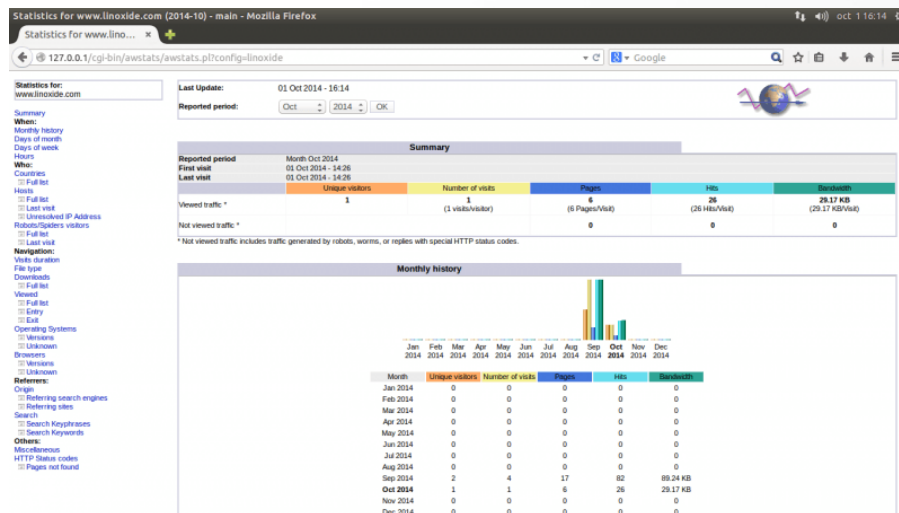 Statistics for www.linoxide.com (2014-10) - main - Mozilla Firefox
oct 1 16:14
Statistics for www.lino... ×
127.0.0.1/cgi-bin/awstats/awstats.pl?config=linoxide
Google
Statistics for:
www.linoxide.com
Summary
When:
Monthly history
Days of month
Days of week
Hours
Who:
Countries
Full list
Hosts
Full list
Last visit
Unresolved IP Address
Robots/Spiders visitors
Full list
Last visit
Navigation:
Visits duration
File type
Downloads
Full list
Viewed
Full list
Entry
Exit
Operating Systems
Versions
Unknown
Browsers
Versions
Unknown
Referrers:
Origin
Referring search engines
Referring sites
Search
Search Keyphrases
Search Keywords
Others:
Miscellaneous
HTTP Status codes
Pages not found
Last Update: 01 Oct 2014 - 16:14
Reported period: Oct 2014 OK
Summary
Reported period Month Oct 2014
First visit 01 Oct 2014 - 14:26
Last visit 01 Oct 2014 - 14:26
Unique visitors Number of visits Pages Hits Bandwidth
Viewed traffic * 1 1 6 26 29.17 KB
(1 visits/visitor) (6 Pages/Visit) (26 Hits/Visit) (29.17 KB/Visit)
Not viewed traffic * 0 0 0
* Not viewed traffic includes traffic generated by robots, worms, or replies with special HTTP status codes.
Monthly history
Jan Feb Mar Apr May Jun Jul Aug Sep Oct Nov Dec
2014 2014 2014 2014 2014 2014 2014 2014 2014 2014 2014 2014
Month Unique visitors Number of visits Pages Hits Bandwidth
Jan 2014 0 0 0 0 0
Feb 2014 0 0 0 0 0
Mar 2014 0 0 0 0 0
Apr 2014 0 0 0 0 0
May 2014 0 0 0 0 0
Jun 2014 0 0 0 0 0
Jul 2014 0 0 0 0 0
Aug 2014 0 0 0 0 0
Sep 2014 2 4 17 82 89.24 KB
Oct 2014 1 1 6 26 29.17 KB
Nov 2014 0 0 0 0 0
Dec 2014 0 0 0 0 0